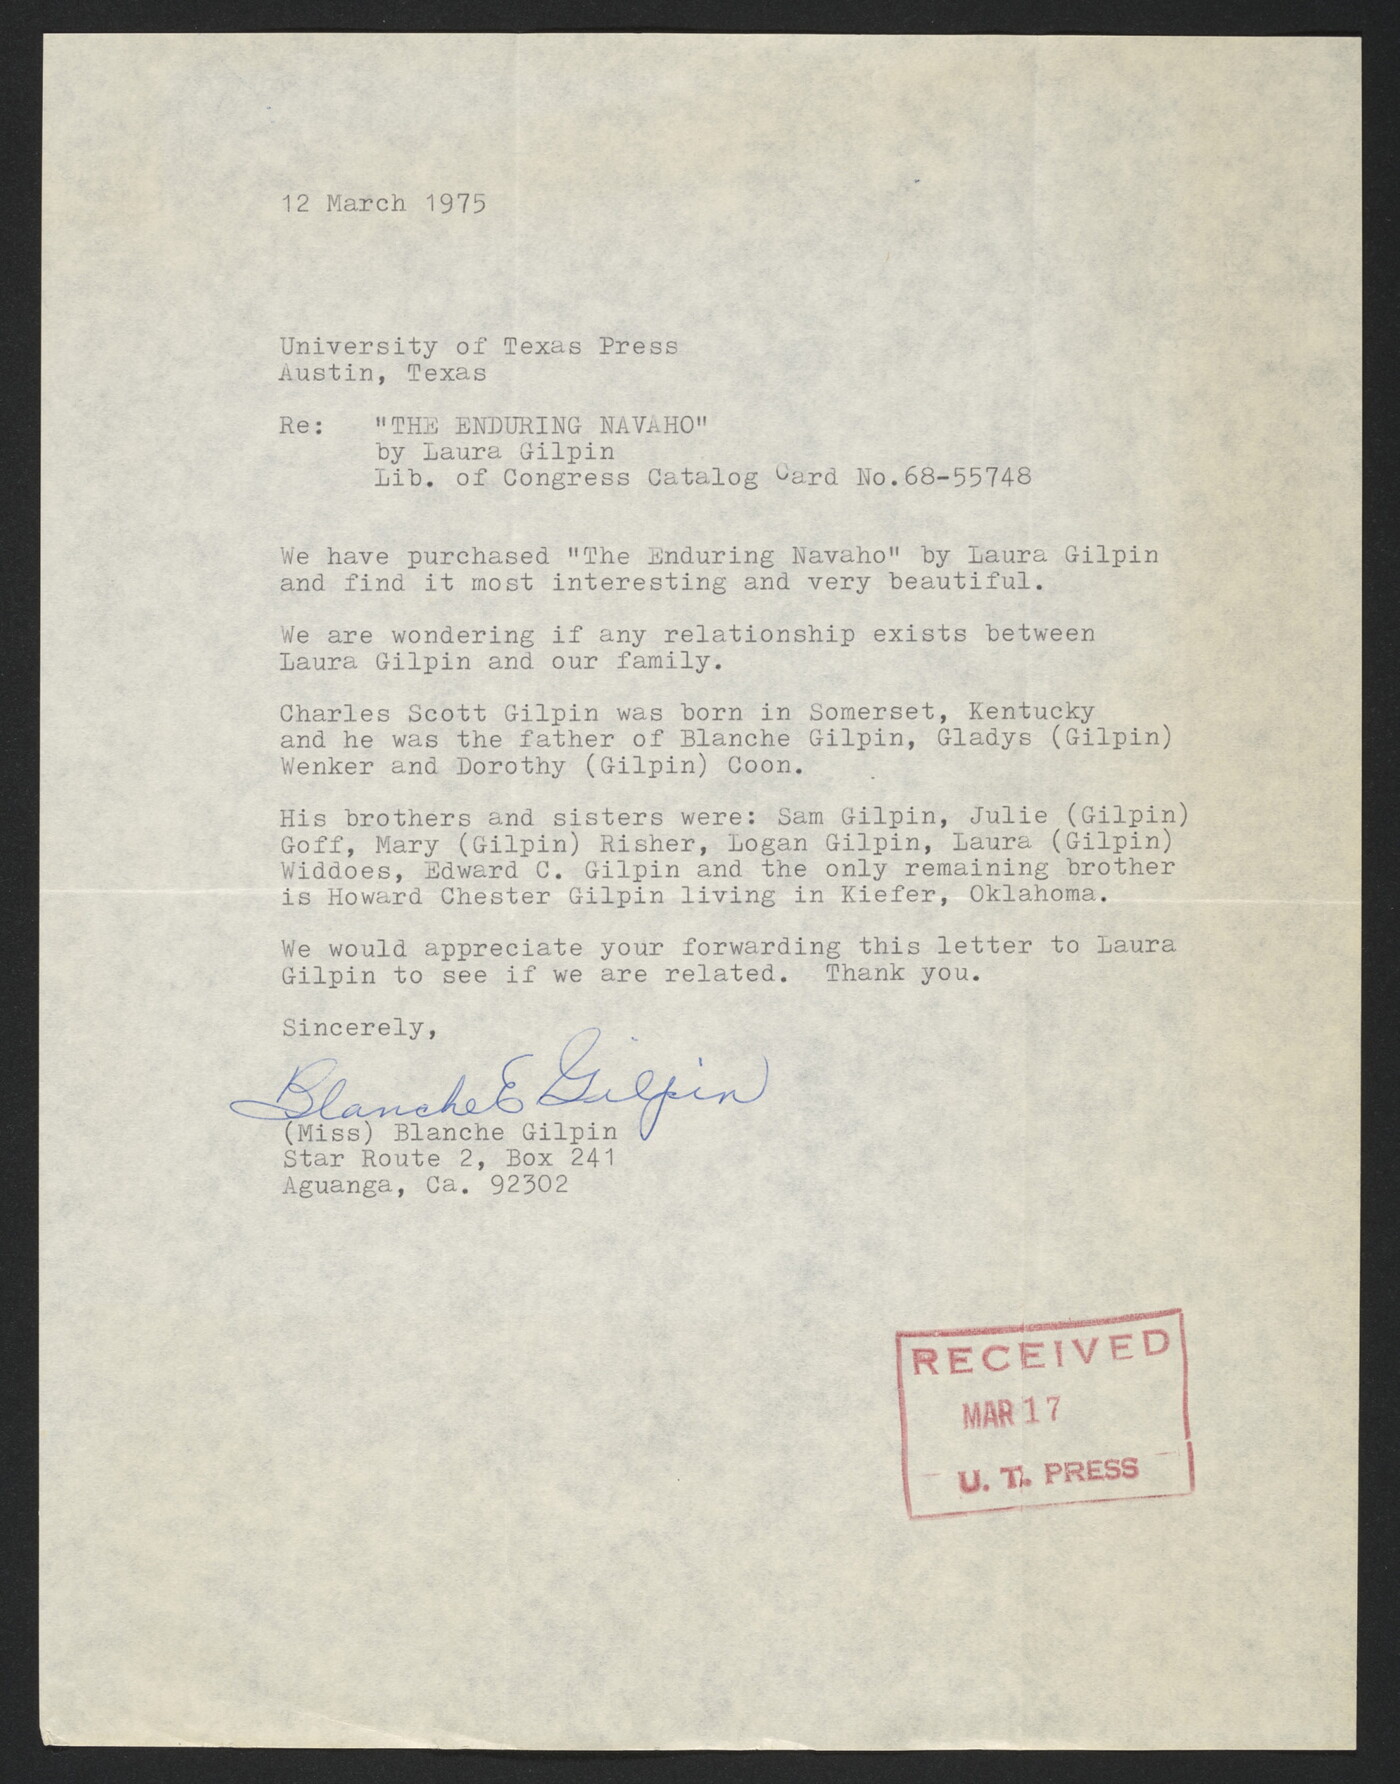 12 March 1975
University of Texas Press
Austin, Texas
Re: "THE ENDURING NAVAHO"
by Laura Gilpin
Lib. of Congress Catalog Card No.68-55748
We have purchased "The Enduring Navaho" by Laura Gilpin
and find it most interesting and very beautiful.
We are wondering if any relationship exists between
Laura Gilpin and our family.
Charles Scott Gilpin was born in Somerset, Kentucky
and he was the father of Blanche Gilpin, Gladys (Gilpin)
Wenker and Dorothy (Gilpin) Coon.
His brothers and sisters were: Sam Gilpin, Julie (Gilpin)
Goff, Mary (Gilpin) Risher, Logan Gilpin, Laura (Gilpin)
Widdoes, Edward C. Gilpin and the only remaining brother
is Howard Chester Gilpin living in Kiefer, Oklahoma.
We would appreciate your forwarding this letter to Laura
Gilpin to see if we are related. Thank you.
Sincerely,
Blanche E Gilpin
(Miss) Blanche Gilpin
Star Route 2, Box 241
Aguanga, Ca. 92302
RECEIVED
MAR 17
U. T. PRESS